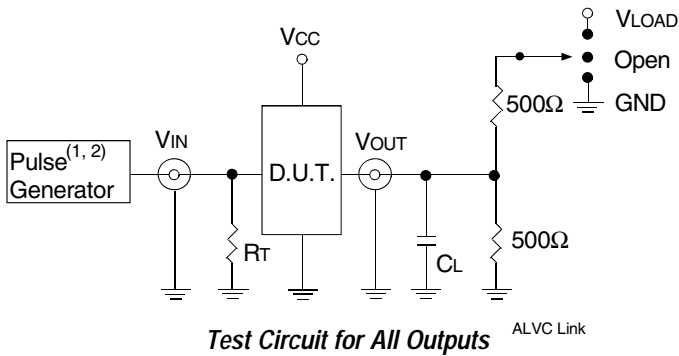 VLOAD
VCC
Open
500Ω
GND
Pulse(1, 2)
Generator
VIN
D.U.T.
VOUT
RT
CL
500Ω
Test Circuit for All Outputs
ALVC Link